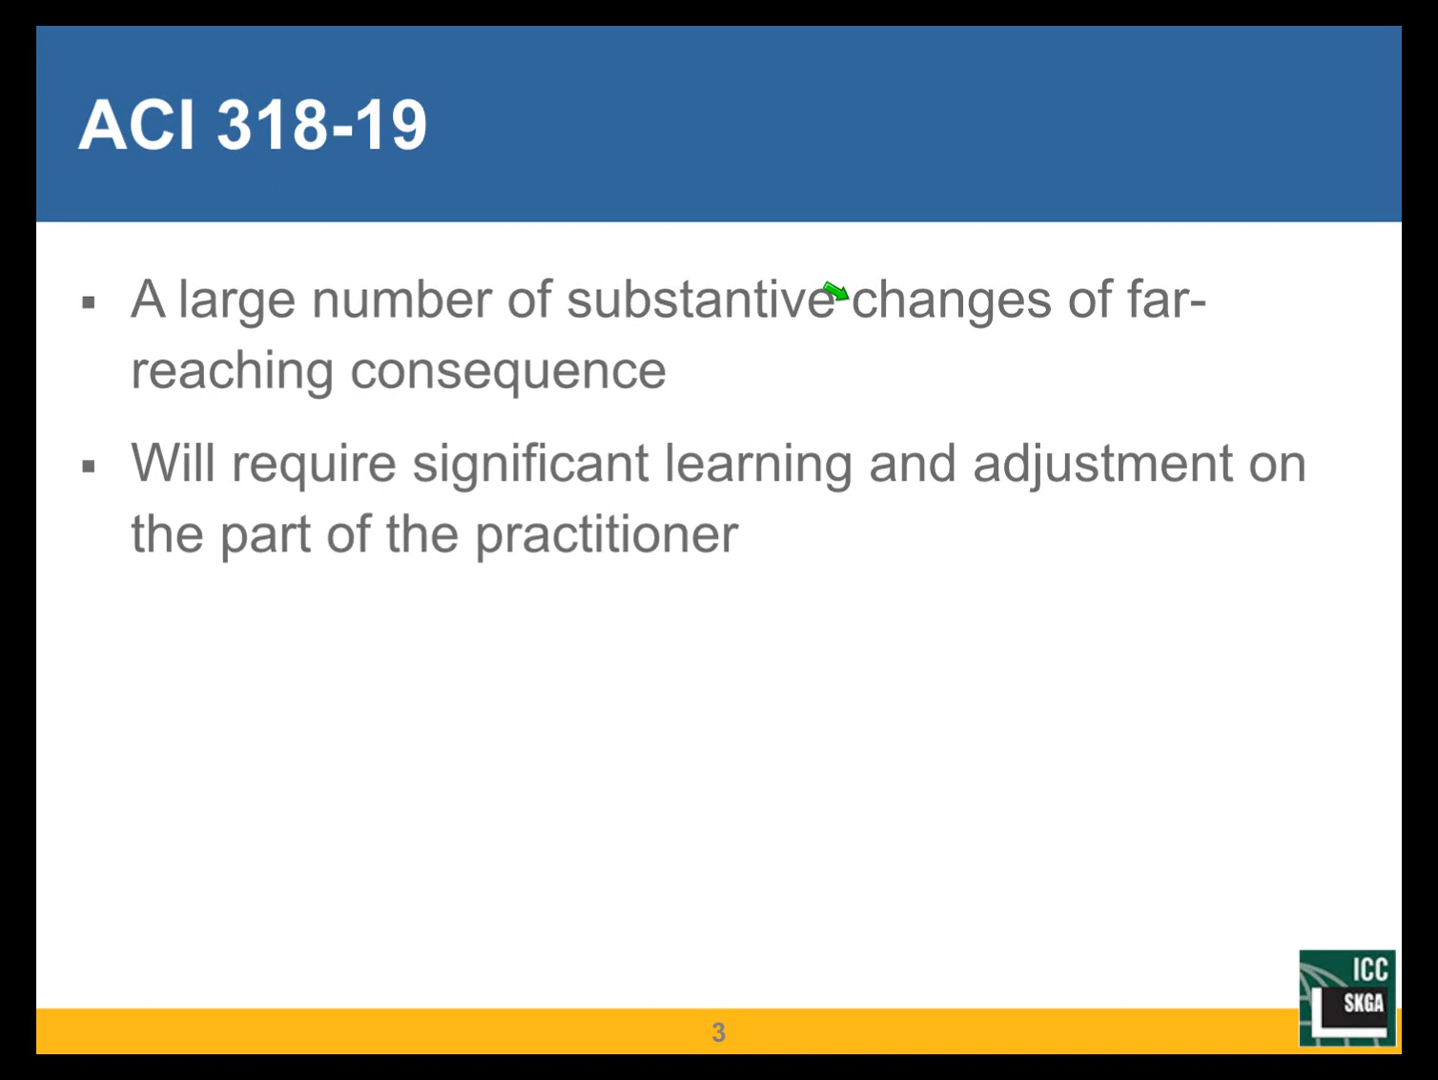 ACI 318-19
▪ A large number of substantive changes of far-
reaching consequence
▪ Will require significant learning and adjustment on
the part of the practitioner
ICC
SKGA
3